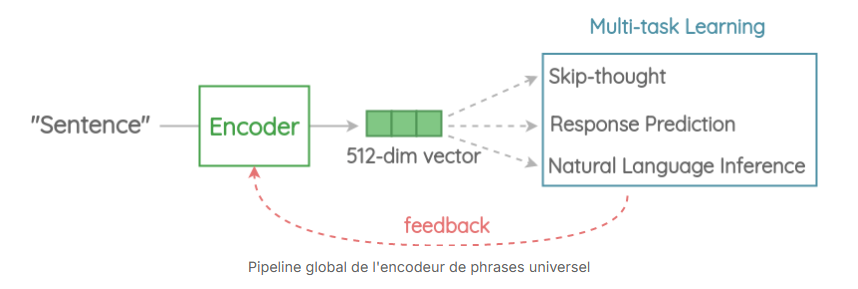 Multi-task Learning
"Sentence"
Encoder
512-dim vector
Skip-thought
Response Prediction
Natural Language Inference
feedback
Pipeline global de l'encodeur de phrases universel